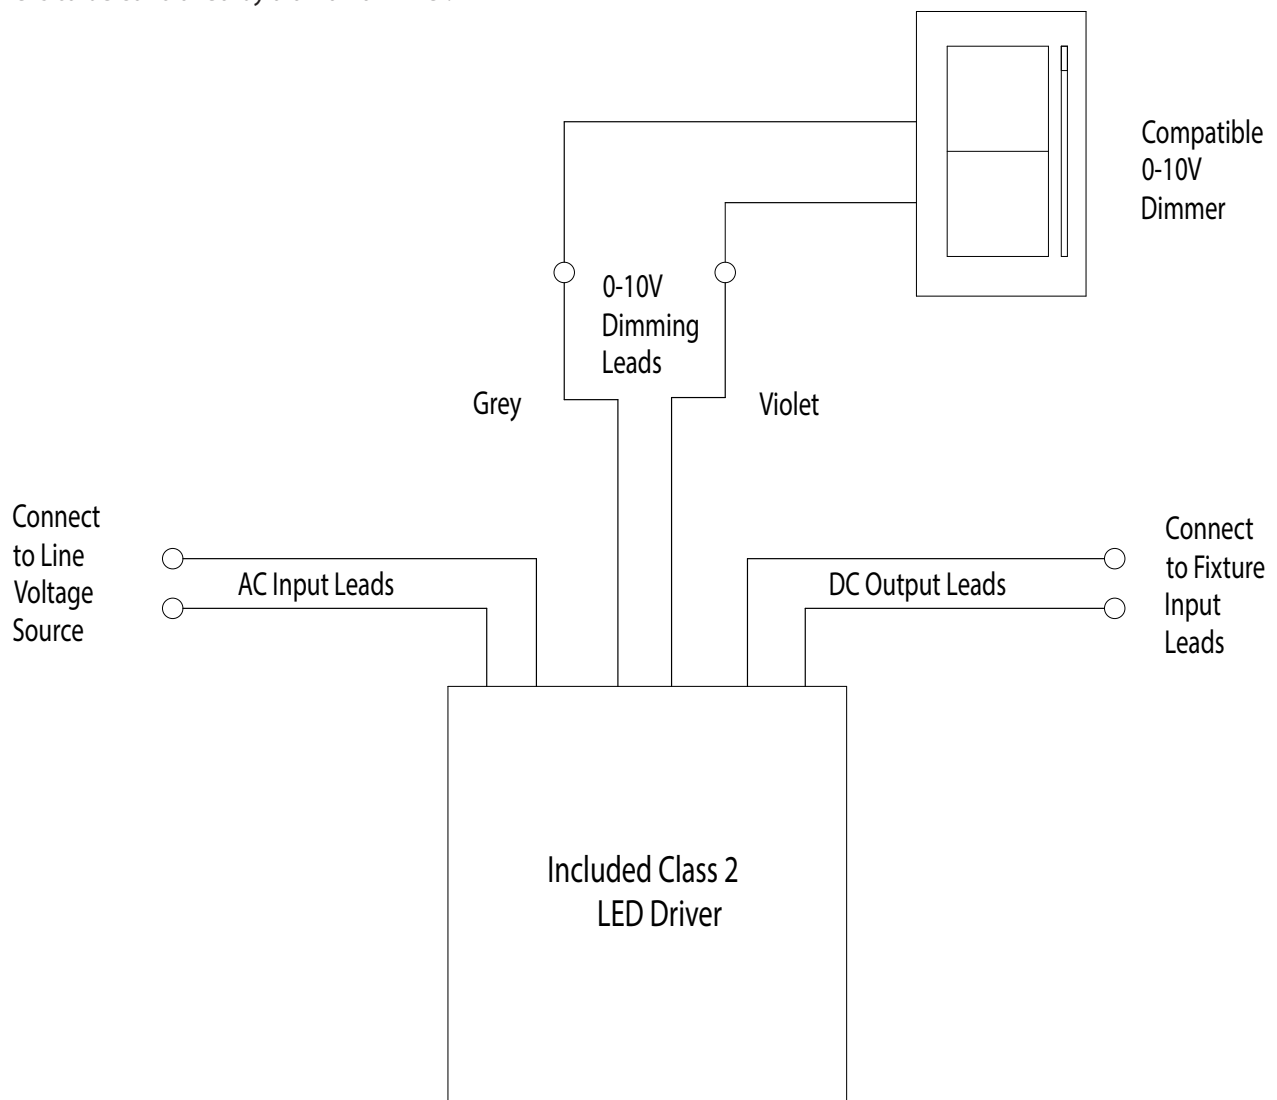 Compatible
0-10V
Dimmer
0-10V
Dimming
Leads
Grey
Violet
Connect
to Line
Voltage
Source
AC Input Leads
DC Output Leads
Connect
to Fixture
Input
Leads
Included Class 2
LED Driver